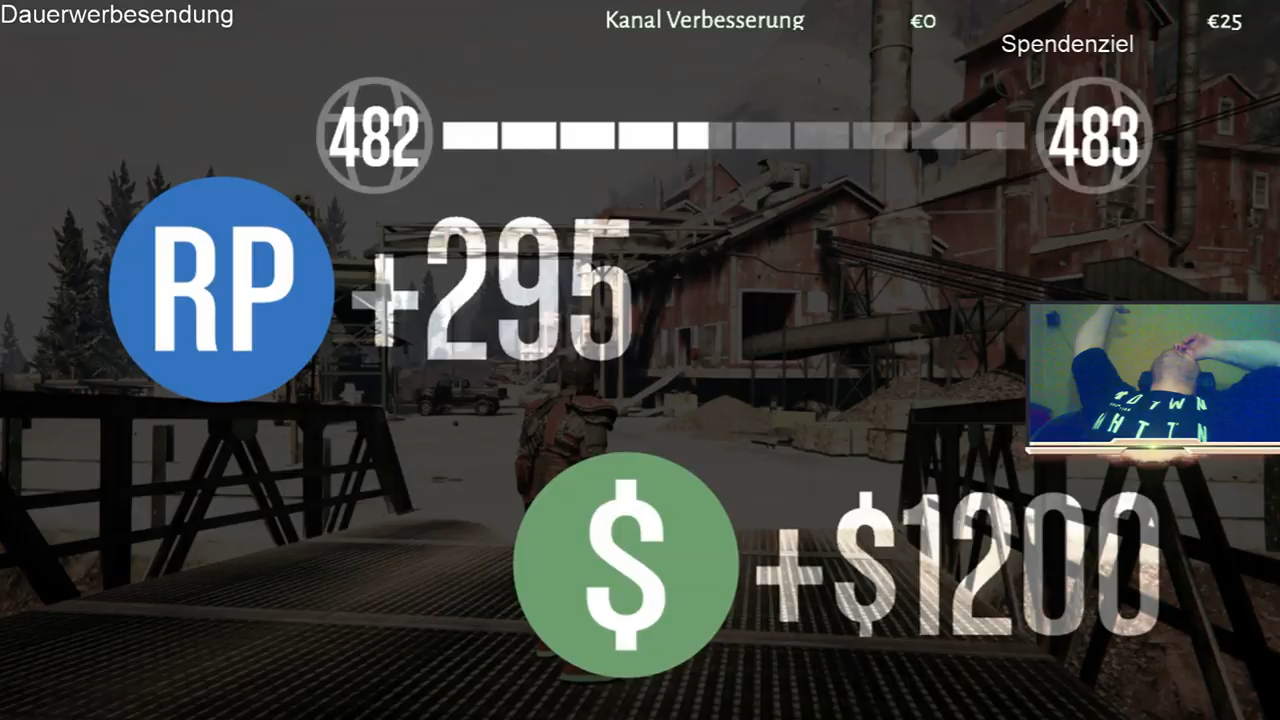 Dauerwerbesendung
Kanal Verbesserung €0 €25
Spendenziel
482 483
RP +295
$ +$1200